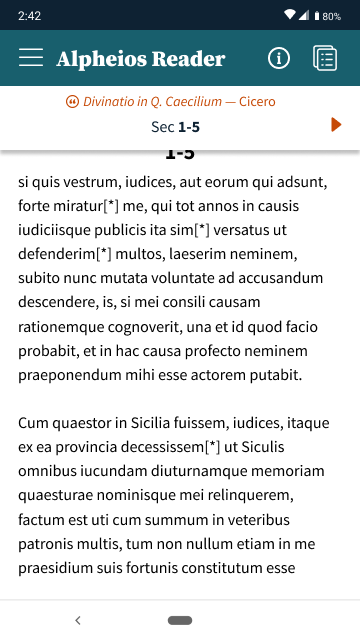 2:42
80%
Alpheios Reader
Divinatio in Q. Caecilium — Cicero
Sec 1-5
1-5
si quis vestrum, iudices, aut eorum qui adsunt,
forte miratur[*] me, qui tot annos in causis
iudiciisque publicis ita sim[*] versatus ut
defenderim[*] multos, laeserim neminem,
subito nunc mutata voluntate ad accusandum
descendere, is, si mei consili causam
rationemque cognoverit, una et id quod facio
probabit, et in hac causa profecto neminem
praeponendum mihi esse actorem putabit.
Cum quaestor in Sicilia fuissem, iudices, itaque
ex ea provincia decessissem[*] ut Siculis
omnibus iucundam diuturnamque memoriam
quaesturae nominisque mei relinquerem,
factum est uti cum summum in veteribus
patronis multis, tum non nullum etiam in me
praesidium suis fortunis constitutum esse